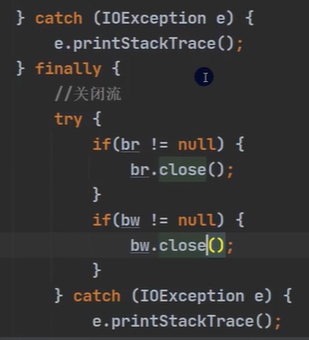 } catch (IOException e) {
e.printStackTrace();
} finally {
//关闭流
try {
if(br != null) {
br.close();
}
if(bw != null) {
bw.close();
}
} catch (IOException e) {
e.printStackTrace();